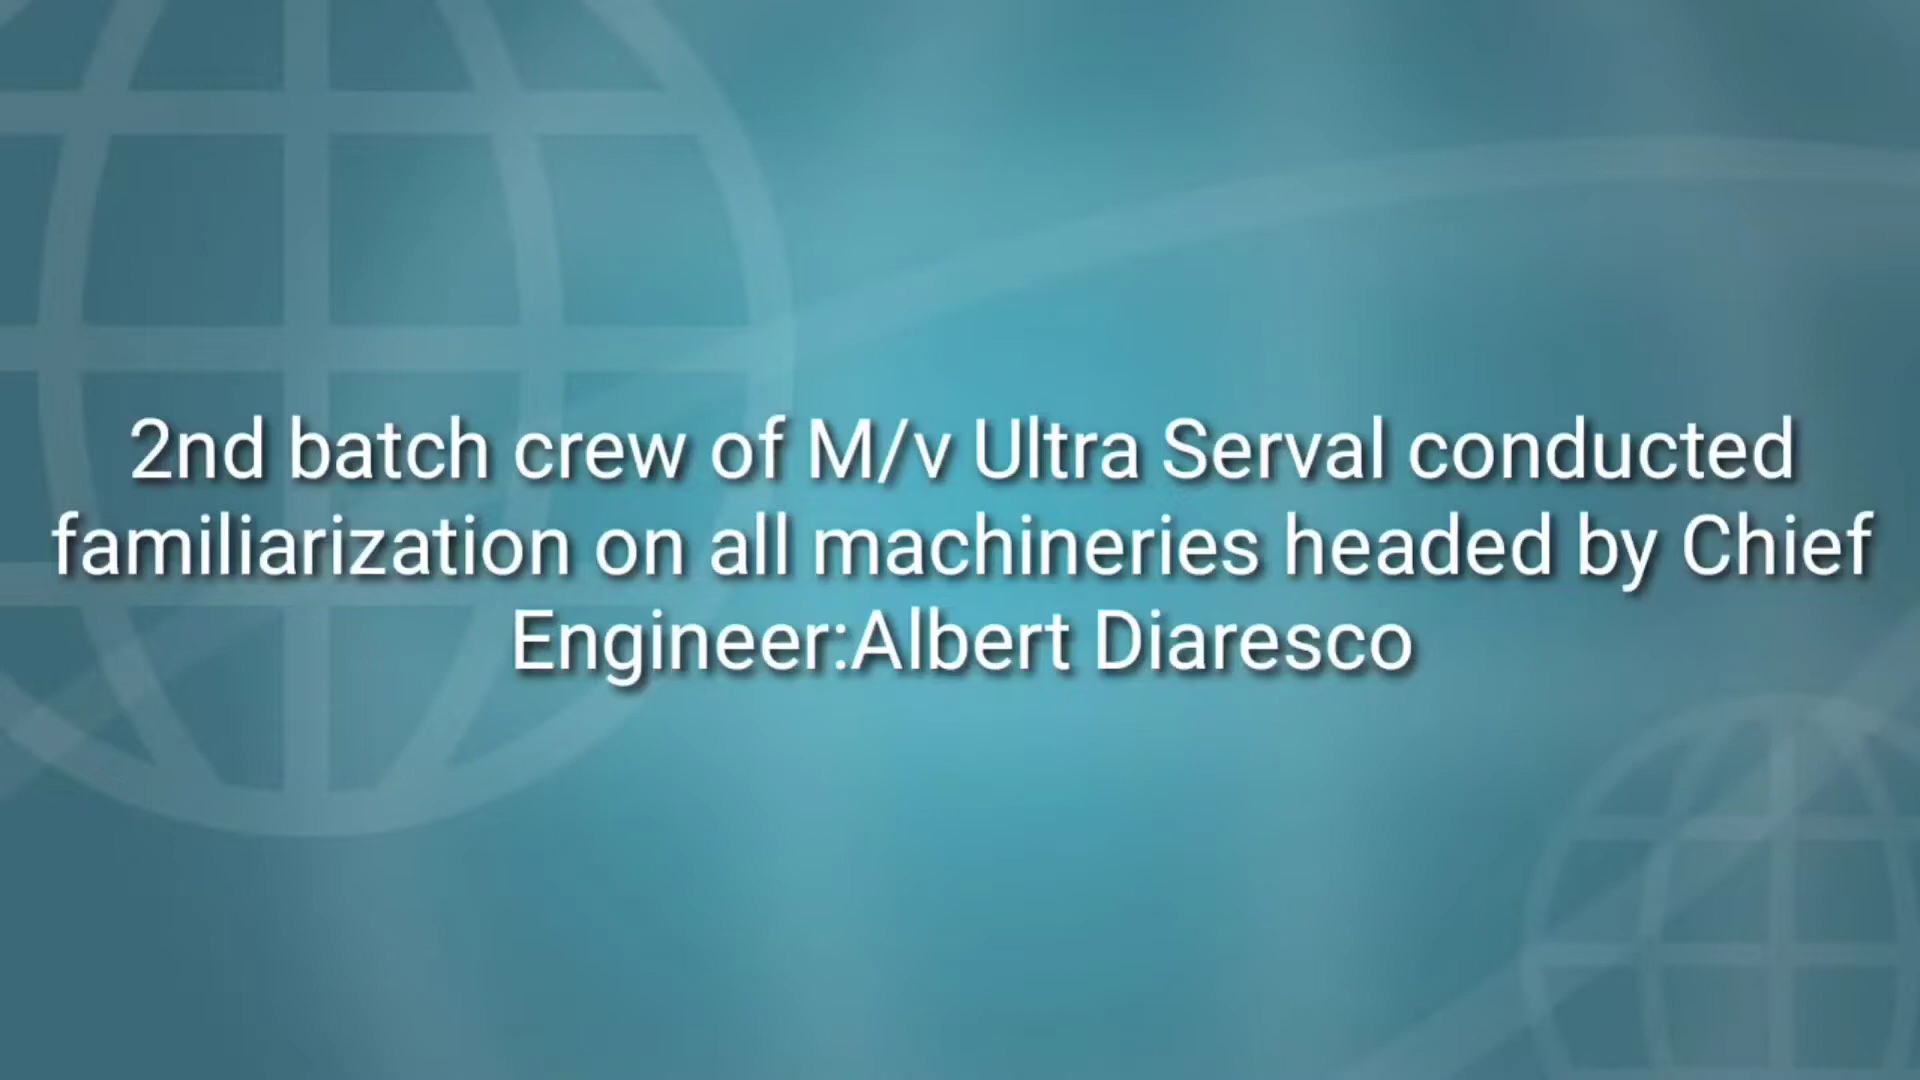 2nd batch crew of M/v Ultra Serval conducted
familiarization on all machineries headed by Chief
Engineer:Albert Diaresco